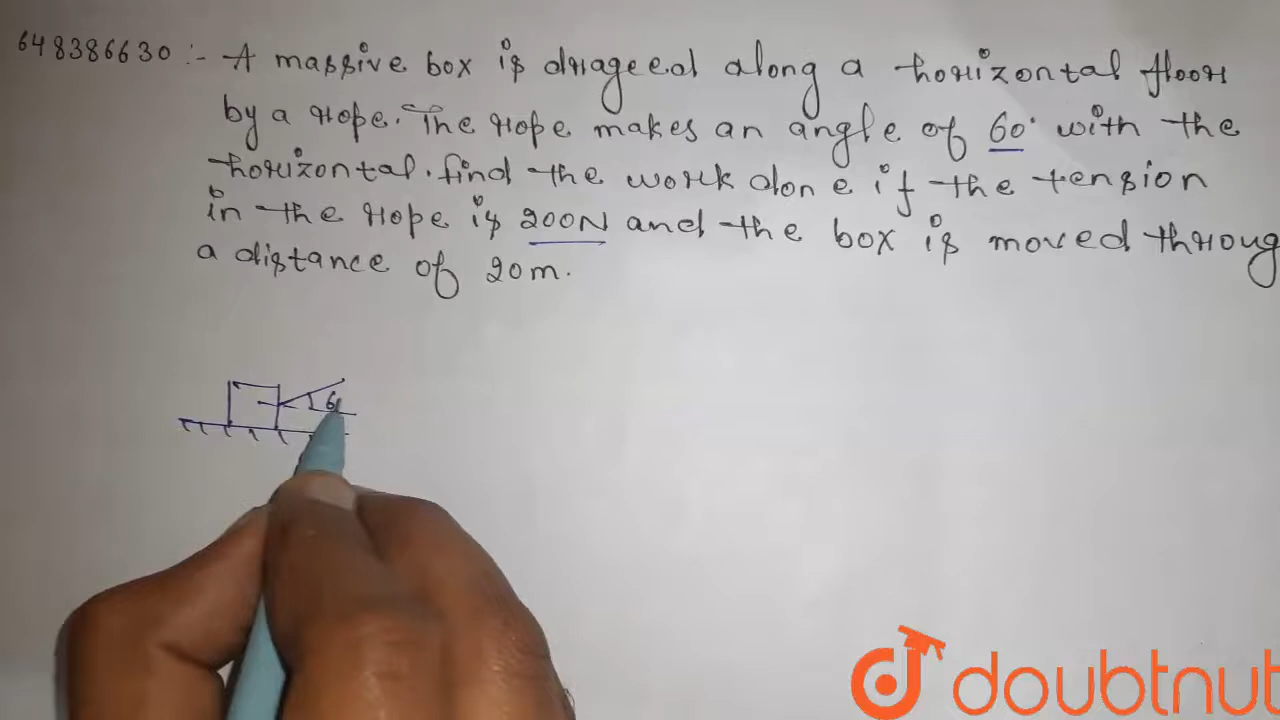 648386630 :- A massive box is drageed along a horizontal floor
by a rope. The rope makes an angle of 60° with the
horizontal. find the work done if the tension
in the rope is 200N and the box is moved throug
a distance of 20m.
6
doubtnut